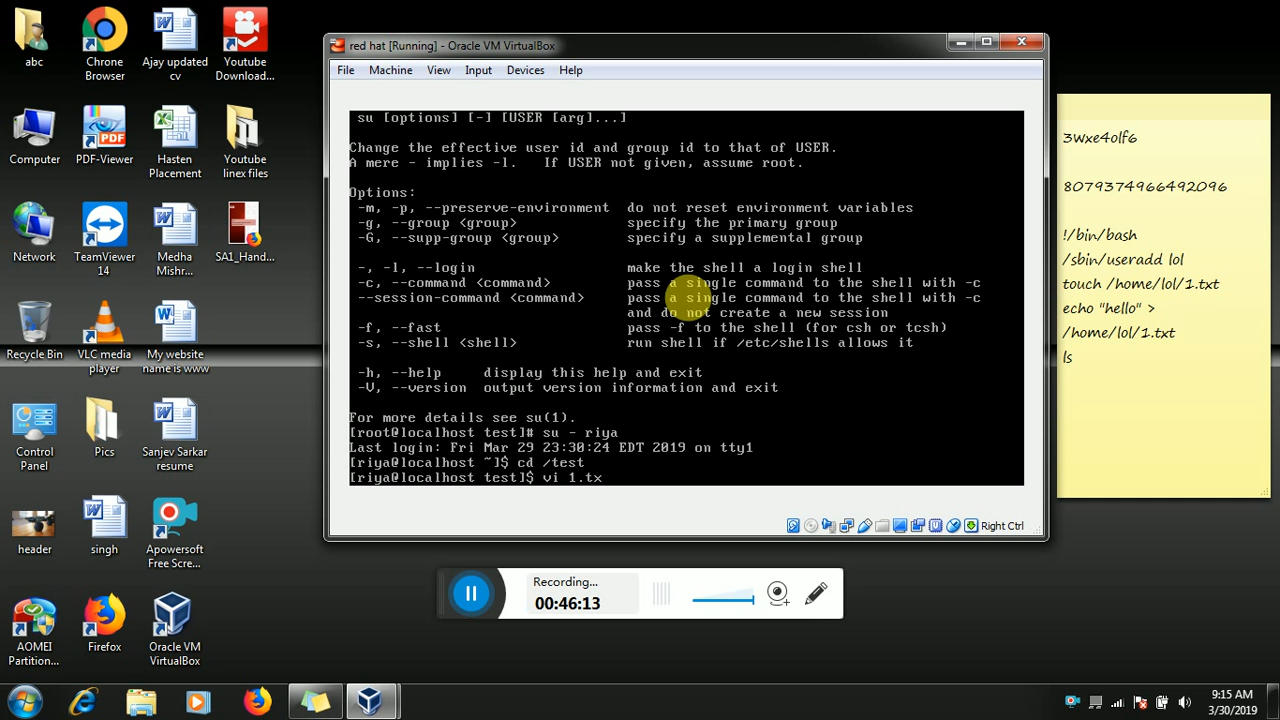 abc
Chrome Browser
Ajay updated cv
Youtube Download...
Computer
PDF-Viewer
Hasten Placement
Youtube linex files
Network
TeamViewer 14
Medha Mishr...
SA1_Hand...
Recycle Bin
VLC media player
My website name is www
Control Panel
Pics
Sanjev Sarkar resume
header
singh
Apowersoft Free Scre...
AOMEI Partition...
Firefox
Oracle VM VirtualBox
red hat [Running] - Oracle VM VirtualBox
File Machine View Input Devices Help
su [options] [-] [USER [arg]...]
Change the effective user id and group id to that of USER.
A mere - implies -l. If USER not given, assume root.
Options:
-m, -p, --preserve-environment do not reset environment variables
-g, --group <group> specify the primary group
-G, --supp-group <group> specify a supplemental group
-, -l, --login make the shell a login shell
-c, --command <command> pass a single command to the shell with -c
--session-command <command> pass a single command to the shell with -c
and do not create a new session
-f, --fast pass -f to the shell (for csh or tcsh)
-s, --shell <shell> run shell if /etc/shells allows it
-h, --help display this help and exit
-V, --version output version information and exit
For more details see su(1).
[root@localhost test]# su - riya
Last login: Fri Mar 29 23:30:24 EDT 2019 on tty1
[riya@localhost ~]$ cd /test
[riya@localhost test]$ vi 1.tx
Right Ctrl
3Wxe4olf6
8079374966492096
!/bin/bash
/sbin/useradd lol
touch /home/lol/1.txt
echo "hello" >
/home/lol/1.txt
ls
Recording...
00:46:13
9:15 AM
3/30/2019